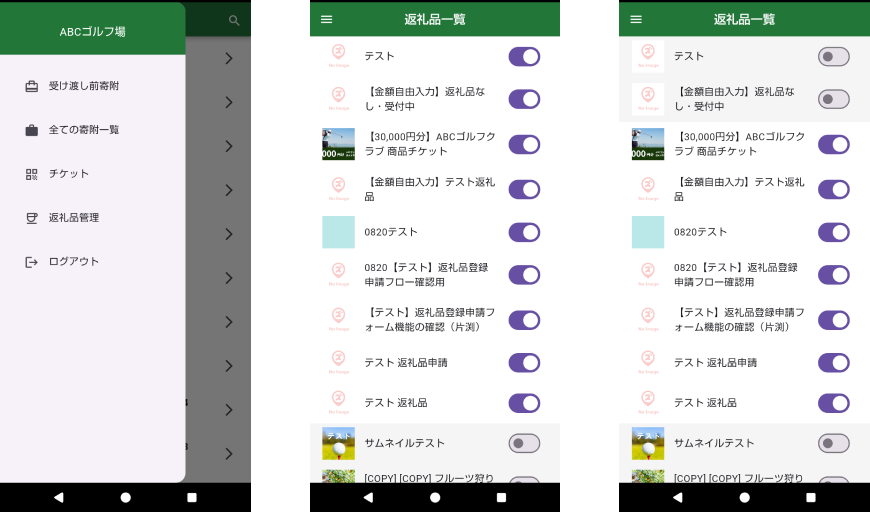 ABCゴルフ場
受け渡し前寄附
全ての寄附一覧
チケット
返礼品管理
ログアウト
返礼品一覧
テスト
【金額自由入力】返礼品な
し・受付中
【30,000円分】ABCゴルフク
ラブ 商品チケット
【金額自由入力】テスト返礼
品
0820テスト
0820【テスト】返礼品登録
申請フロー確認用
【テスト】返礼品登録申請フ
ォーム機能の確認（片渕）
テスト 返礼品申請
テスト 返礼品
テスト
サムネイルテスト
[COPY] [COPY] フルーツ狩り
返礼品一覧
テスト
【金額自由入力】返礼品な
し・受付中
【30,000円分】ABCゴルフク
ラブ 商品チケット
【金額自由入力】テスト返礼
品
0820テスト
0820【テスト】返礼品登録
申請フロー確認用
【テスト】返礼品登録申請フ
ォーム機能の確認（片渕）
テスト 返礼品申請
テスト 返礼品
テスト
サムネイルテスト
[COPY] [COPY] フルーツ狩り